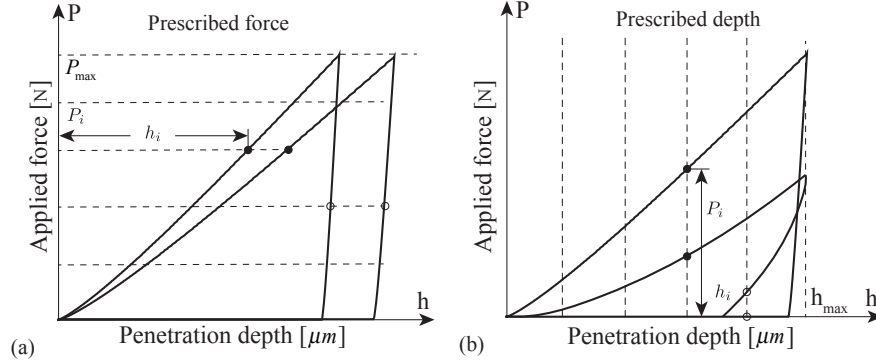 P
Prescribed force
P_max
P_i
h_i
Applied force [N]
h
Penetration depth [μm]
(a)
P
Prescribed depth
P_i
h_i
Applied force [N]
h_max
h
Penetration depth [μm]
(b)